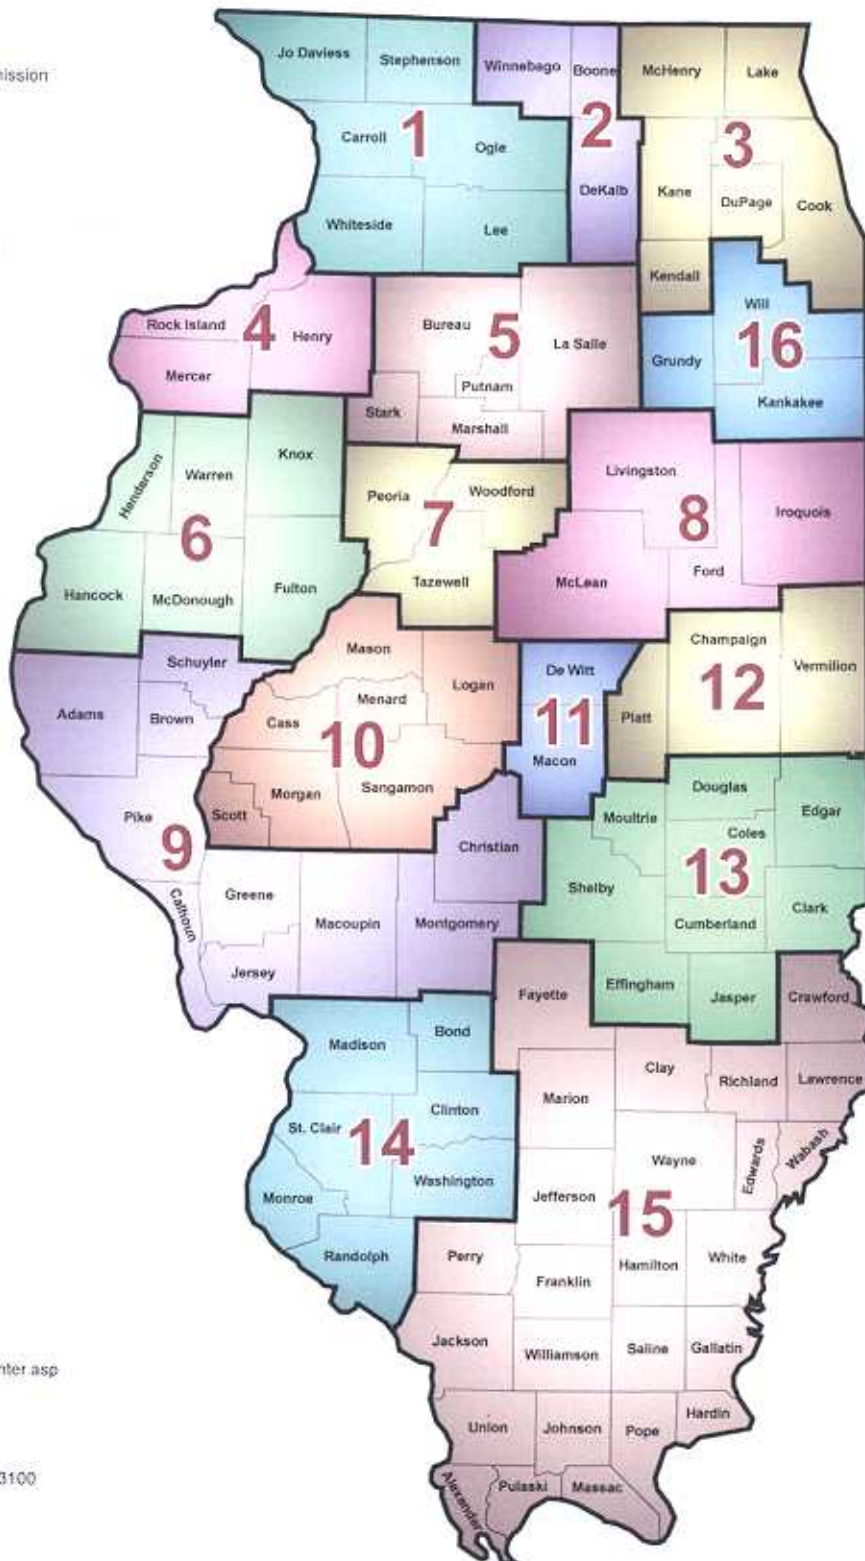 ission
Jo Daviess
Stephenson
Winnebago
Boone
McHenry
Lake
Carroll
1
Ogle
2
3
DeKalb
Kane
DuPage
Cook
Whiteside
Lee
Kendall
Will
Rock Island
4
Henry
Bureau
5
La Salle
16
Grundy
Mercer
Putnam
Kankakee
Stark
Marshall
Henderson
Warren
Knox
Peoria
7
Woodford
Livingston
8
Iroquois
6
Hancock
McDonough
Fulton
Tazewell
McLean
Ford
Schuyler
Mason
Logan
De Witt
Champaign
Vermilion
Adams
Brown
Cass
Menard
10
11
Piatt
12
Macon
Pike
9
Scott
Morgan
Sangamon
Christian
Moultrie
Douglas
Edgar
Coles
13
Shelby
Calhoun
Greene
Macoupin
Montgomery
Cumberland
Clark
Jersey
Fayette
Effingham
Jasper
Crawford
Madison
Bond
Clay
Richland
Lawrence
Marion
St. Clair
14
Clinton
Wayne
Edwards
Wabash
Monroe
Washington
Jefferson
15
Randolph
Perry
Franklin
Hamilton
White
Jackson
Williamson
Saline
Gallatin
nter asp
Union
Johnson
Pope
Hardin
3100
Alexander
Pulaski
Massac